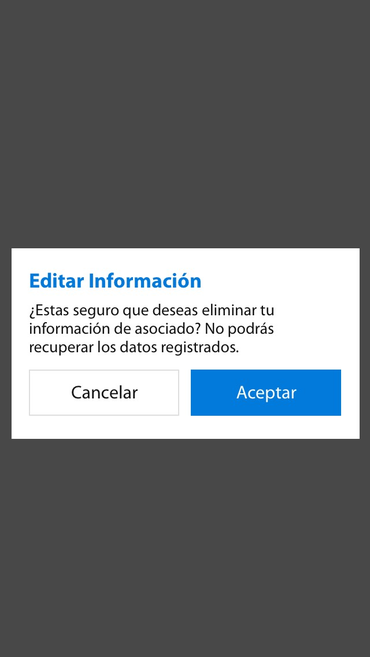 Editar Información
¿Estas seguro que deseas eliminar tu
información de asociado? No podrás
recuperar los datos registrados.
Cancelar
Aceptar